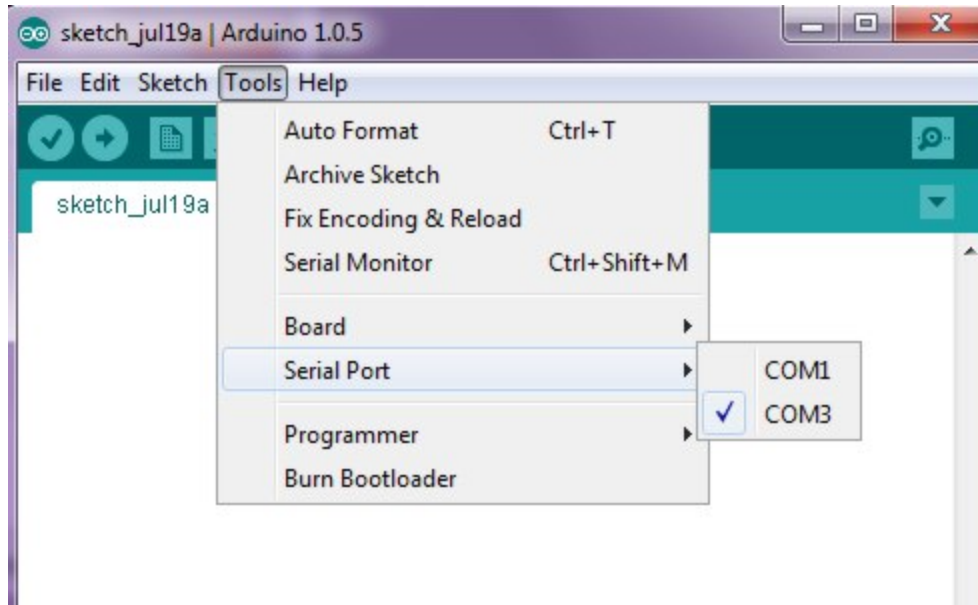 sketch_jul19a | Arduino 1.0.5
File Edit Sketch Tools Help
sketch_jul19a
Auto Format Ctrl+T
Archive Sketch
Fix Encoding & Reload
Serial Monitor Ctrl+Shift+M
Board
Serial Port
COM1
COM3
Programmer
Burn Bootloader